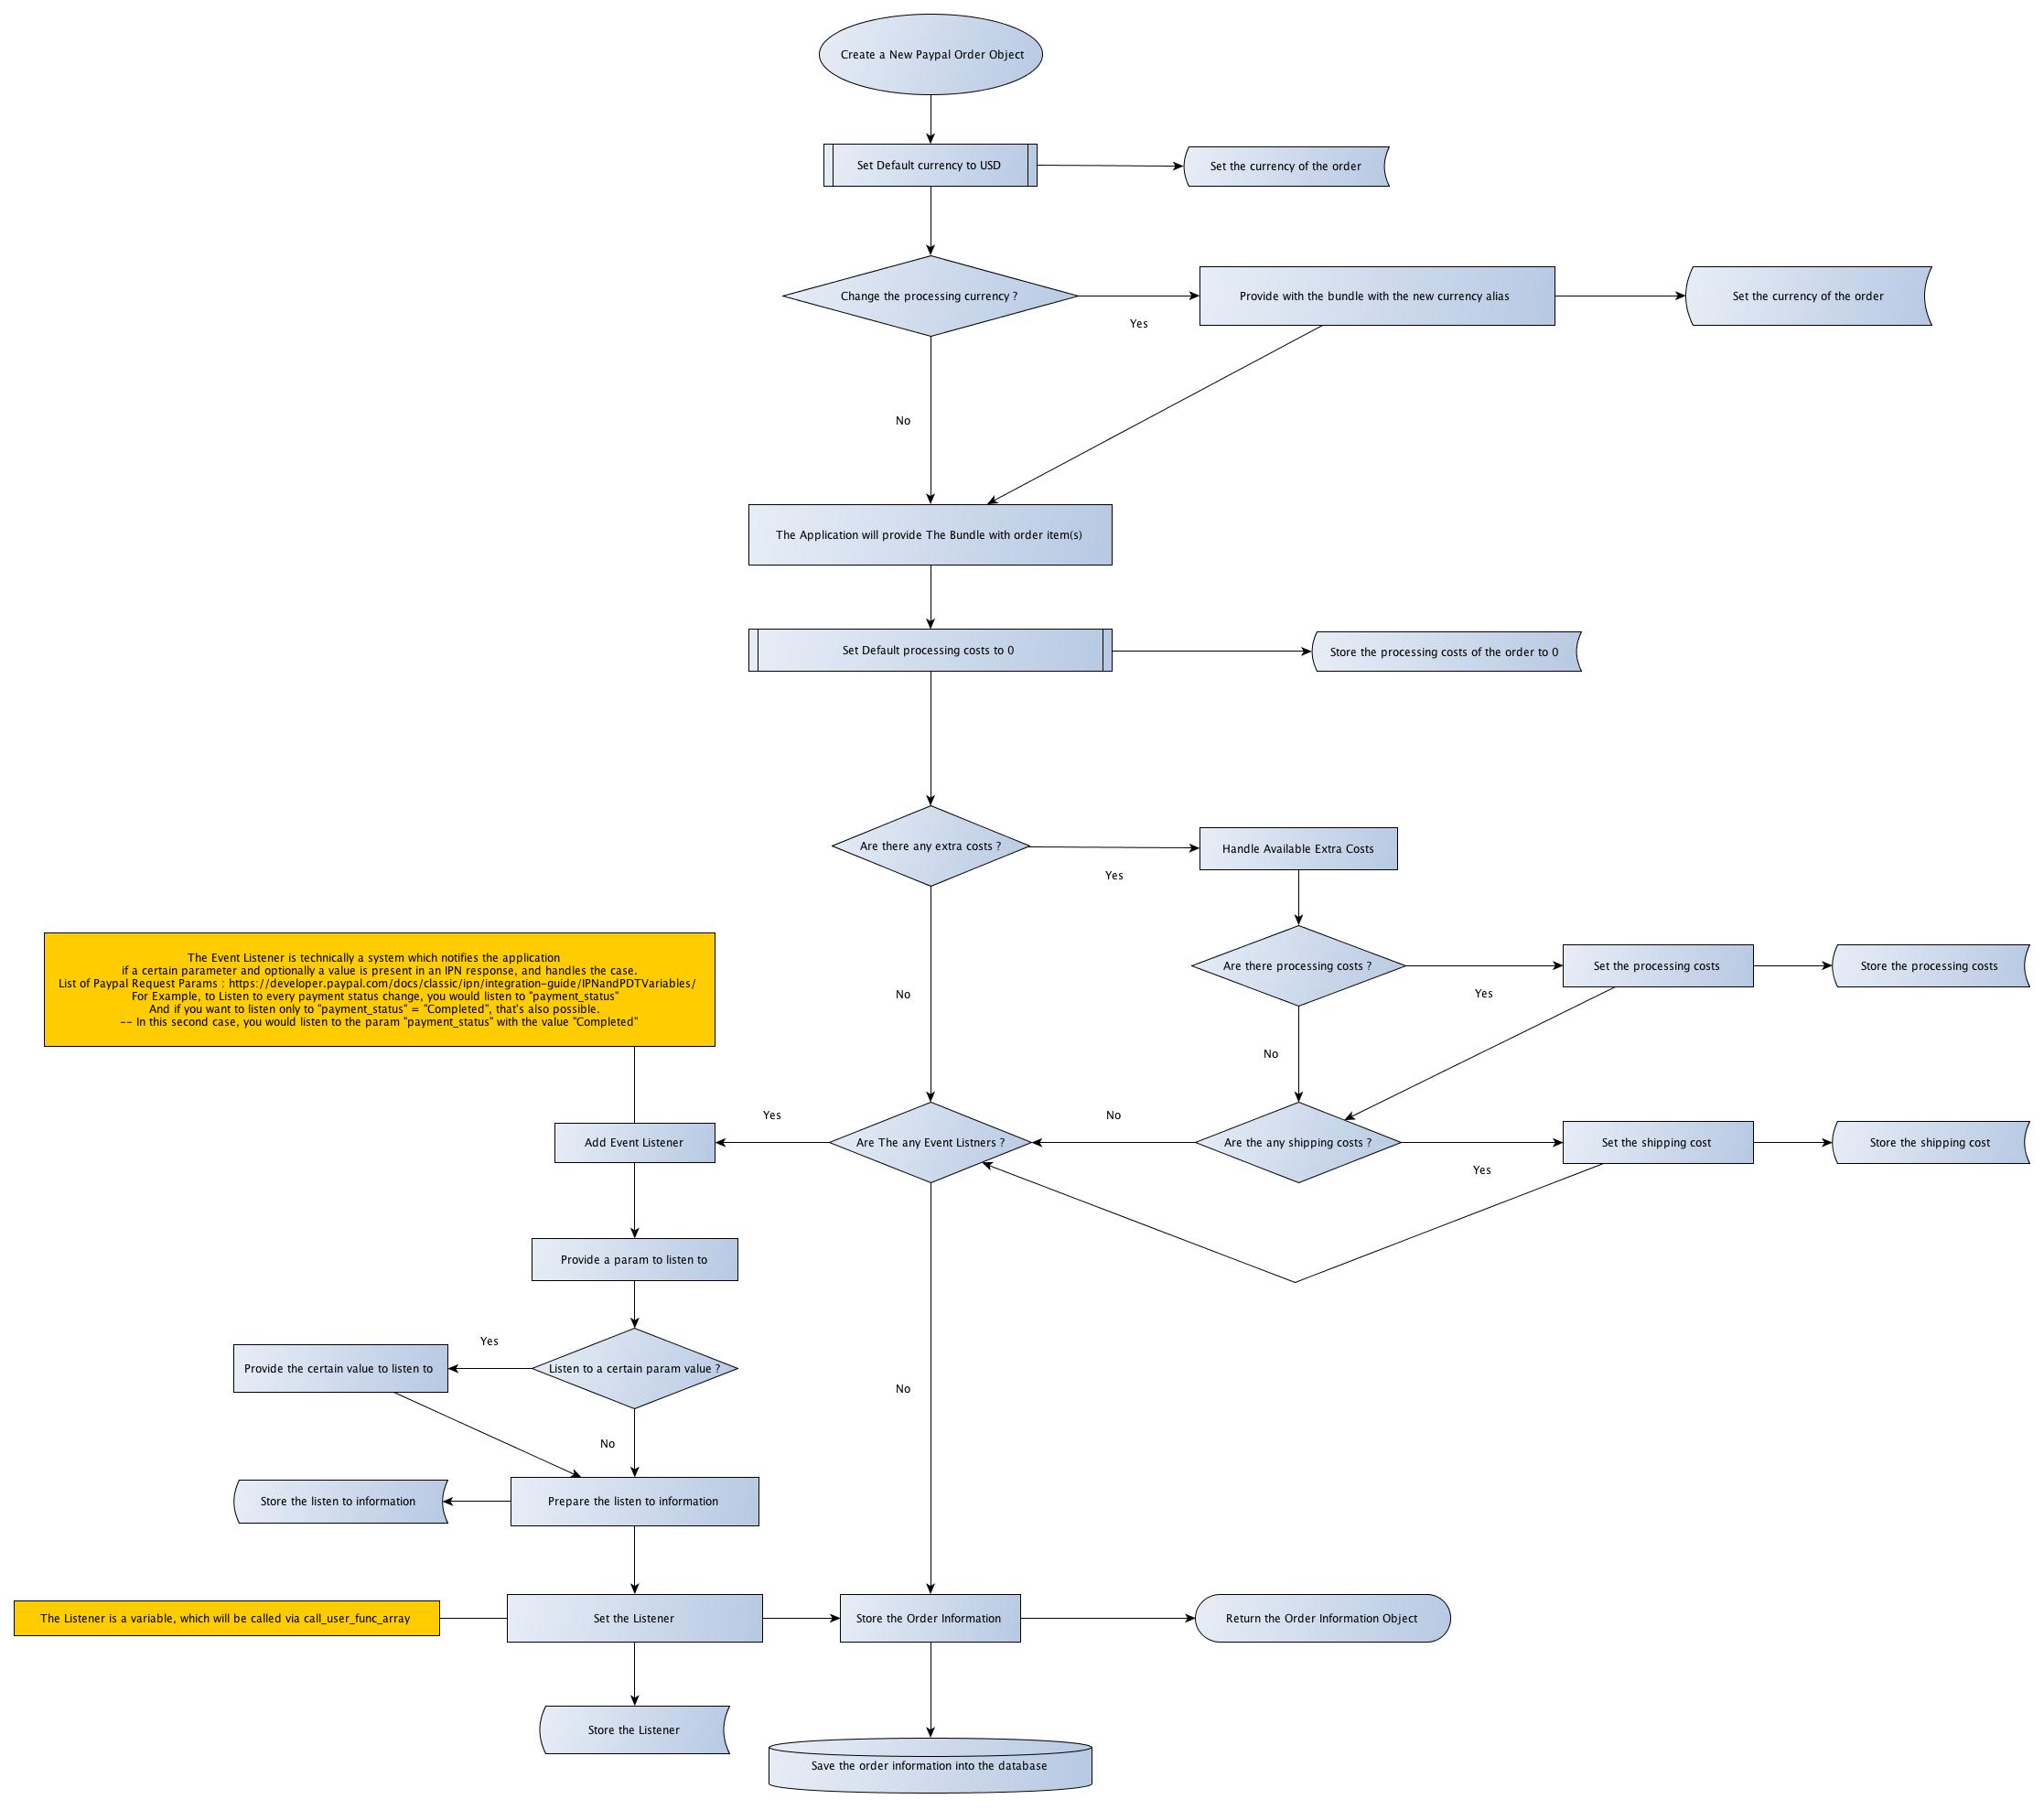 Create a New Paypal Order Object
Set Default currency to USD
Set the currency of the order
Change the processing currency ?
Yes
Provide with the bundle with the new currency alias
Set the currency of the order
No
The Application will provide The Bundle with order item(s)
Set Default processing costs to 0
Store the processing costs of the order to 0
Are there any extra costs ?
Yes
Handle Available Extra Costs
No
Are there processing costs ?
Yes
Set the processing costs
Store the processing costs
No
The Event Listener is technically a system which notifies the application
if a certain parameter and optionally a value is present in an IPN response, and handles the case.
List of Paypal Request Params : https://developer.paypal.com/docs/classic/ipn/integration-guide/IPNandPDTVariables/
For Example, to Listen to every payment status change, you would listen to "payment_status"
And if you want to listen only to "payment_status" = "Completed", that's also possible.
-- In this second case, you would listen to the param "payment_status" with the value "Completed"
Add Event Listener
Yes
Are The any Event Listners ?
No
Are the any shipping costs ?
Yes
Set the shipping cost
Store the shipping cost
Provide a param to listen to
Yes
Provide the certain value to listen to
Listen to a certain param value ?
No
No
Store the listen to information
Prepare the listen to information
The Listener is a variable, which will be called via call_user_func_array
Set the Listener
Store the Order Information
Return the Order Information Object
Store the Listener
Save the order information into the database